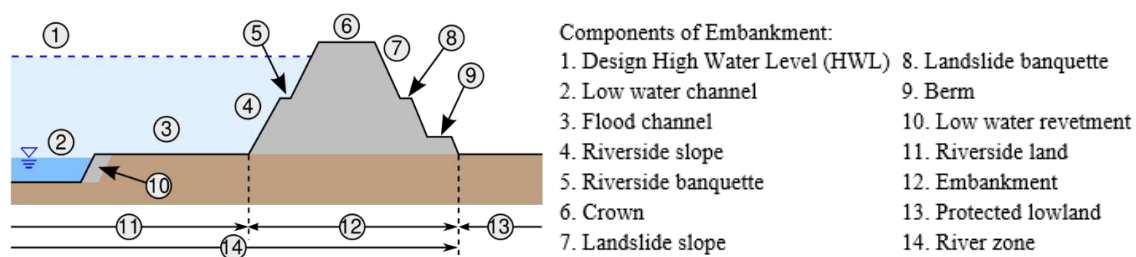 1
2
3
4
5
6
7
8
9
10
11
12
13
14
Components of Embankment:
1. Design High Water Level (HWL)
2. Low water channel
3. Flood channel
4. Riverside slope
5. Riverside banquette
6. Crown
7. Landslide slope
8. Landslide banquette
9. Berm
10. Low water revetment
11. Riverside land
12. Embankment
13. Protected lowland
14. River zone